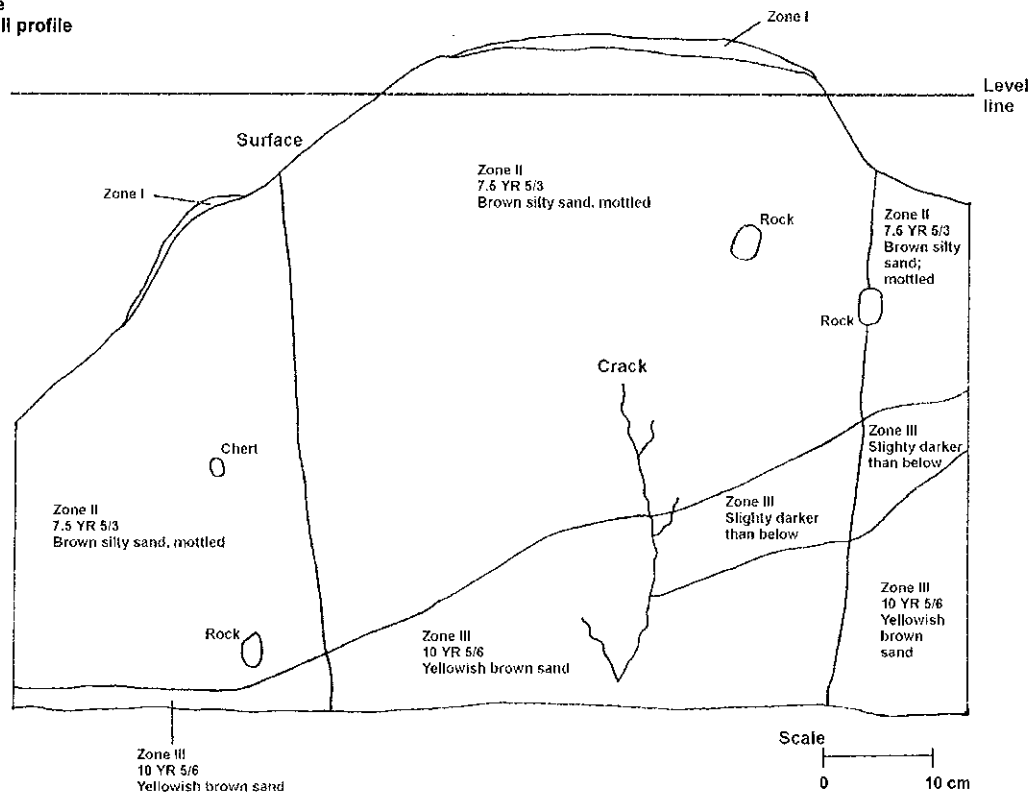 ll profile
Zone I
Level
line
Surface
Zone I
Zone II
7.5 YR 5/3
Brown silty sand, mottled
Rock
Zone II
7.5 YR 5/3
Brown silty
sand;
mottled
Rock
Crack
Chert
Zone III
Slighty darker
than below
Zone II
7.5 YR 5/3
Brown silty sand, mottled
Zone III
Slighty darker
than below
Zone III
10 YR 5/6
Yellowish
brown
sand
Rock
Zone III
10 YR 5/6
Yellowish brown sand
Scale
0 10 cm
Zone III
10 YR 5/6
Yellowish brown sand